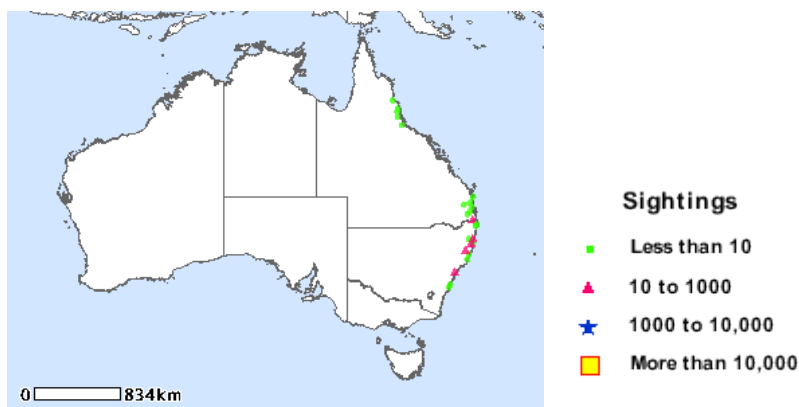 Sightings
Less than 10
10 to 1000
1000 to 10,000
More than 10,000
0 834km